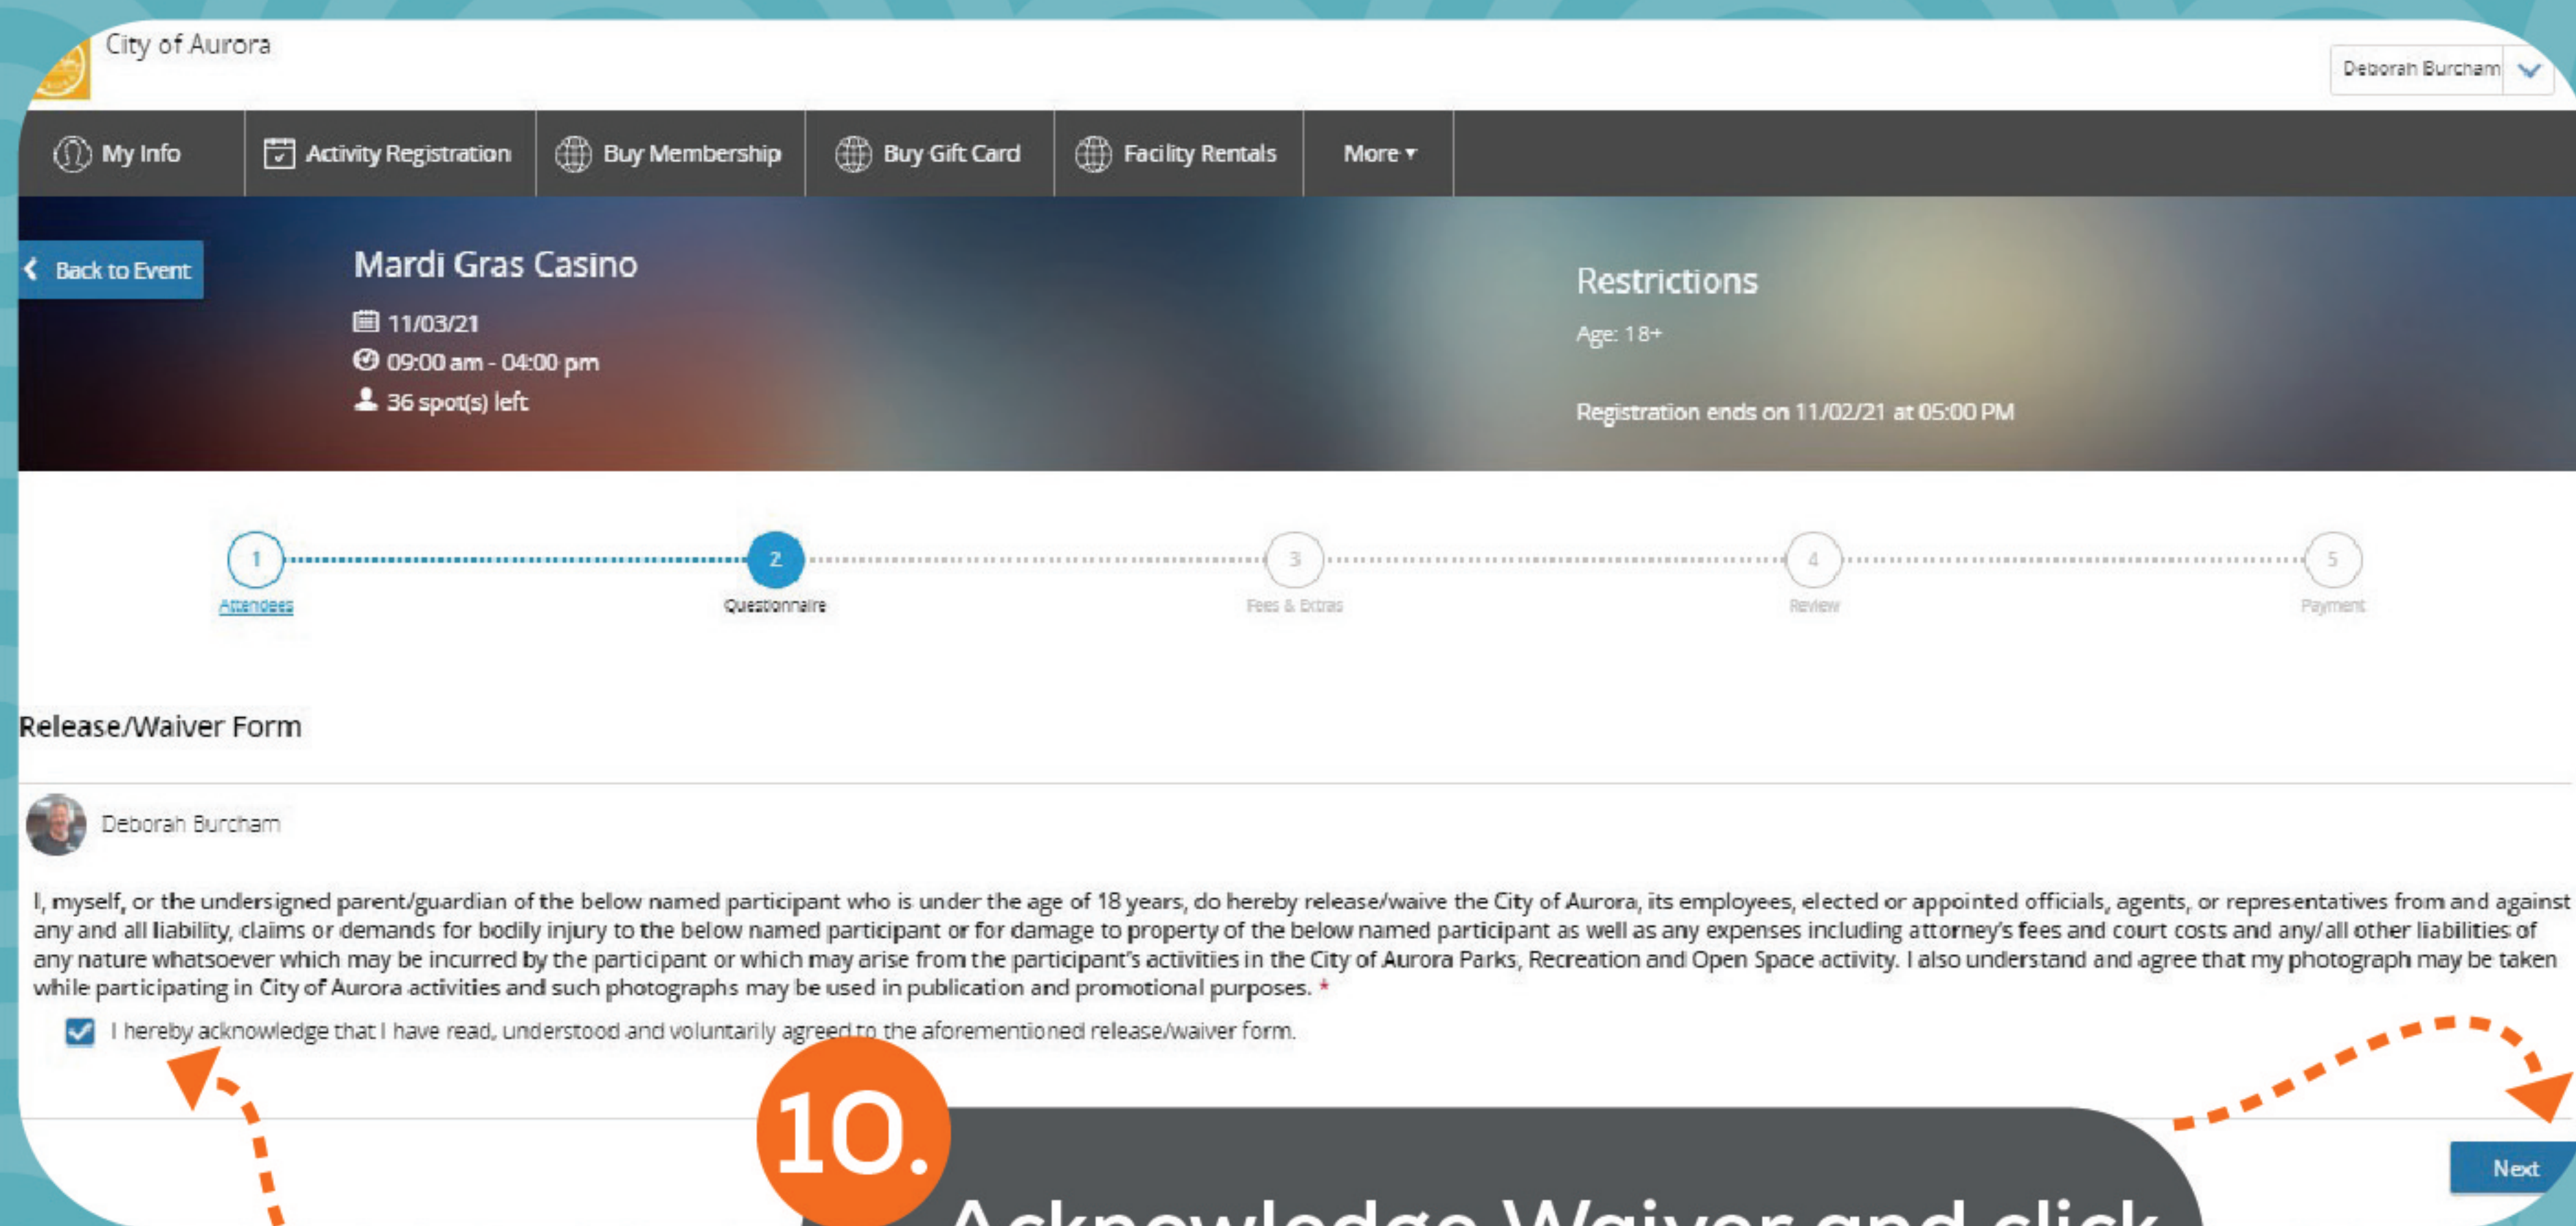 City of Aurora
Deborah Burcham
My Info
Activity Registration
Buy Membership
Buy Gift Card
Facility Rentals
More
Back to Event
Mardi Gras Casino
11/03/21
09:00 am - 04:00 pm
36 spot(s) left
Restrictions
Age: 18+
Registration ends on 11/02/21 at 05:00 PM
1
2
3
4
5
Attendees
Questionnaire
Fees & Extras
Review
Payment
Release/Waiver Form
Deborah Burcham
I, myself, or the undersigned parent/guardian of the below named participant who is under the age of 18 years, do hereby release/waive the City of Aurora, its employees, elected or appointed officials, agents, or representatives from and against
any and all liability, claims or demands for bodily injury to the below named participant or for damage to property of the below named participant as well as any expenses including attorney's fees and court costs and any/all other liabilities of
any nature whatsoever which may be incurred by the participant or which may arise from the participant's activities in the City of Aurora Parks, Recreation and Open Space activity. I also understand and agree that my photograph may be taken
while participating in City of Aurora activities and such photographs may be used in publication and promotional purposes. *
I hereby acknowledge that I have read, understood and voluntarily agreed to the aforementioned release/waiver form.
10.
Next
Acknowledge Waiver and click